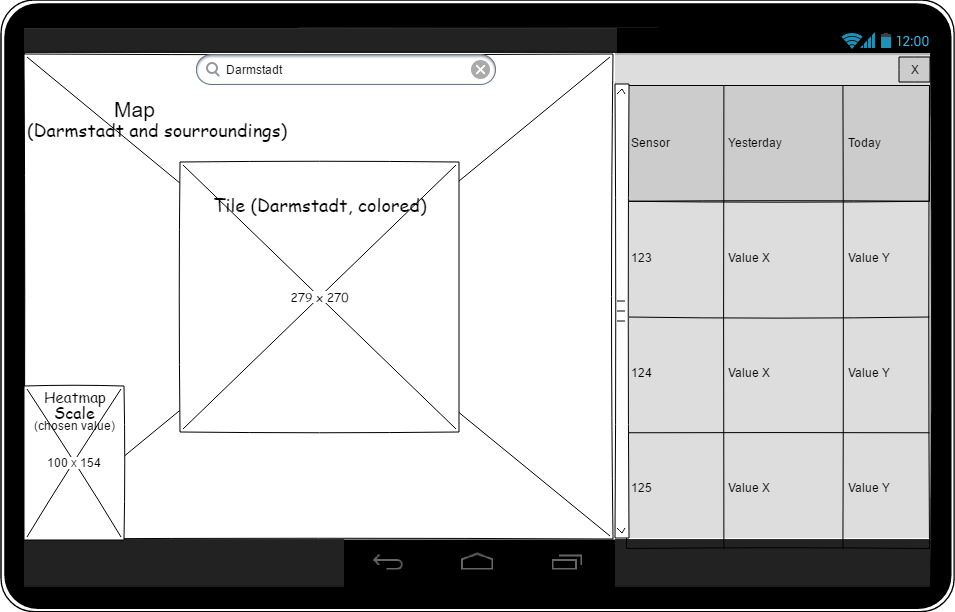 12:00
Darmstadt
X
Map
(Darmstadt and sourroundings)
Sensor Yesterday Today
Tile (Darmstadt, colored)
123 Value X Value Y
279 x 270
124 Value X Value Y
Heatmap
Scale
(chosen value)
100 x 154
125 Value X Value Y